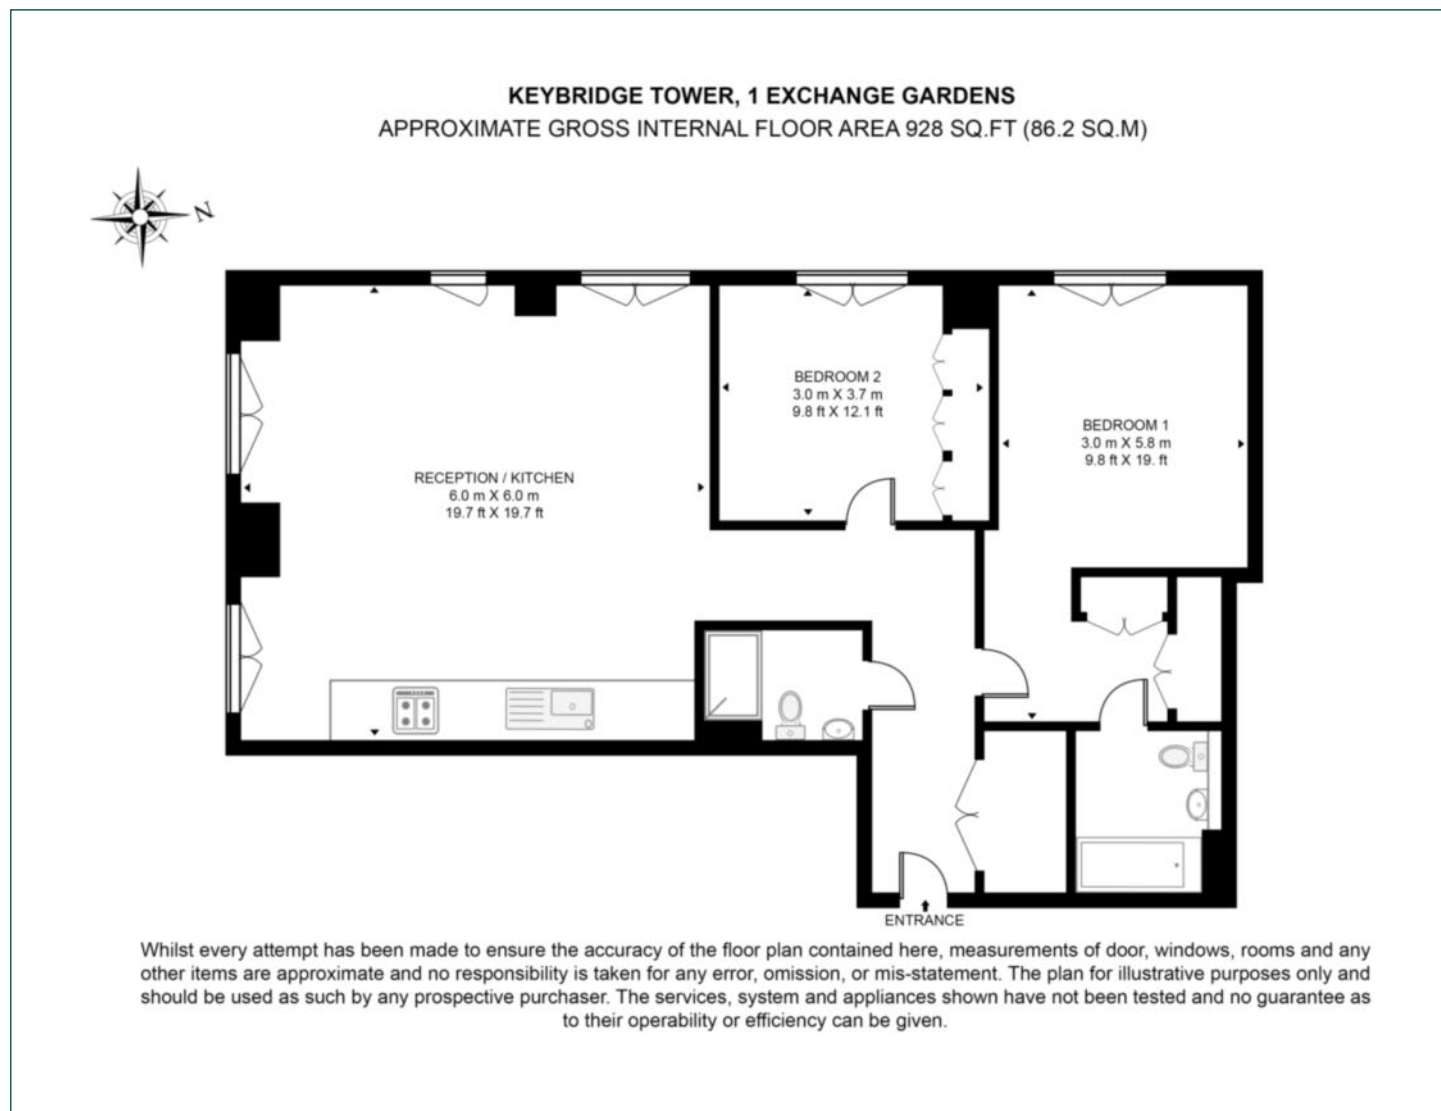 KEYBRIDGE TOWER, 1 EXCHANGE GARDENS
APPROXIMATE GROSS INTERNAL FLOOR AREA 928 SQ.FT (86.2 SQ.M)
N
BEDROOM 2
3.0 m X 3.7 m
9.8 ft X 12.1 ft
BEDROOM 1
3.0 m X 5.8 m
9.8 ft X 19. ft
RECEPTION / KITCHEN
6.0 m X 6.0 m
19.7 ft X 19.7 ft
ENTRANCE
Whilst every attempt has been made to ensure the accuracy of the floor plan contained here, measurements of door, windows, rooms and any
other items are approximate and no responsibility is taken for any error, omission, or mis-statement. The plan for illustrative purposes only and
should be used as such by any prospective purchaser. The services, system and appliances shown have not been tested and no guarantee as
to their operability or efficiency can be given.